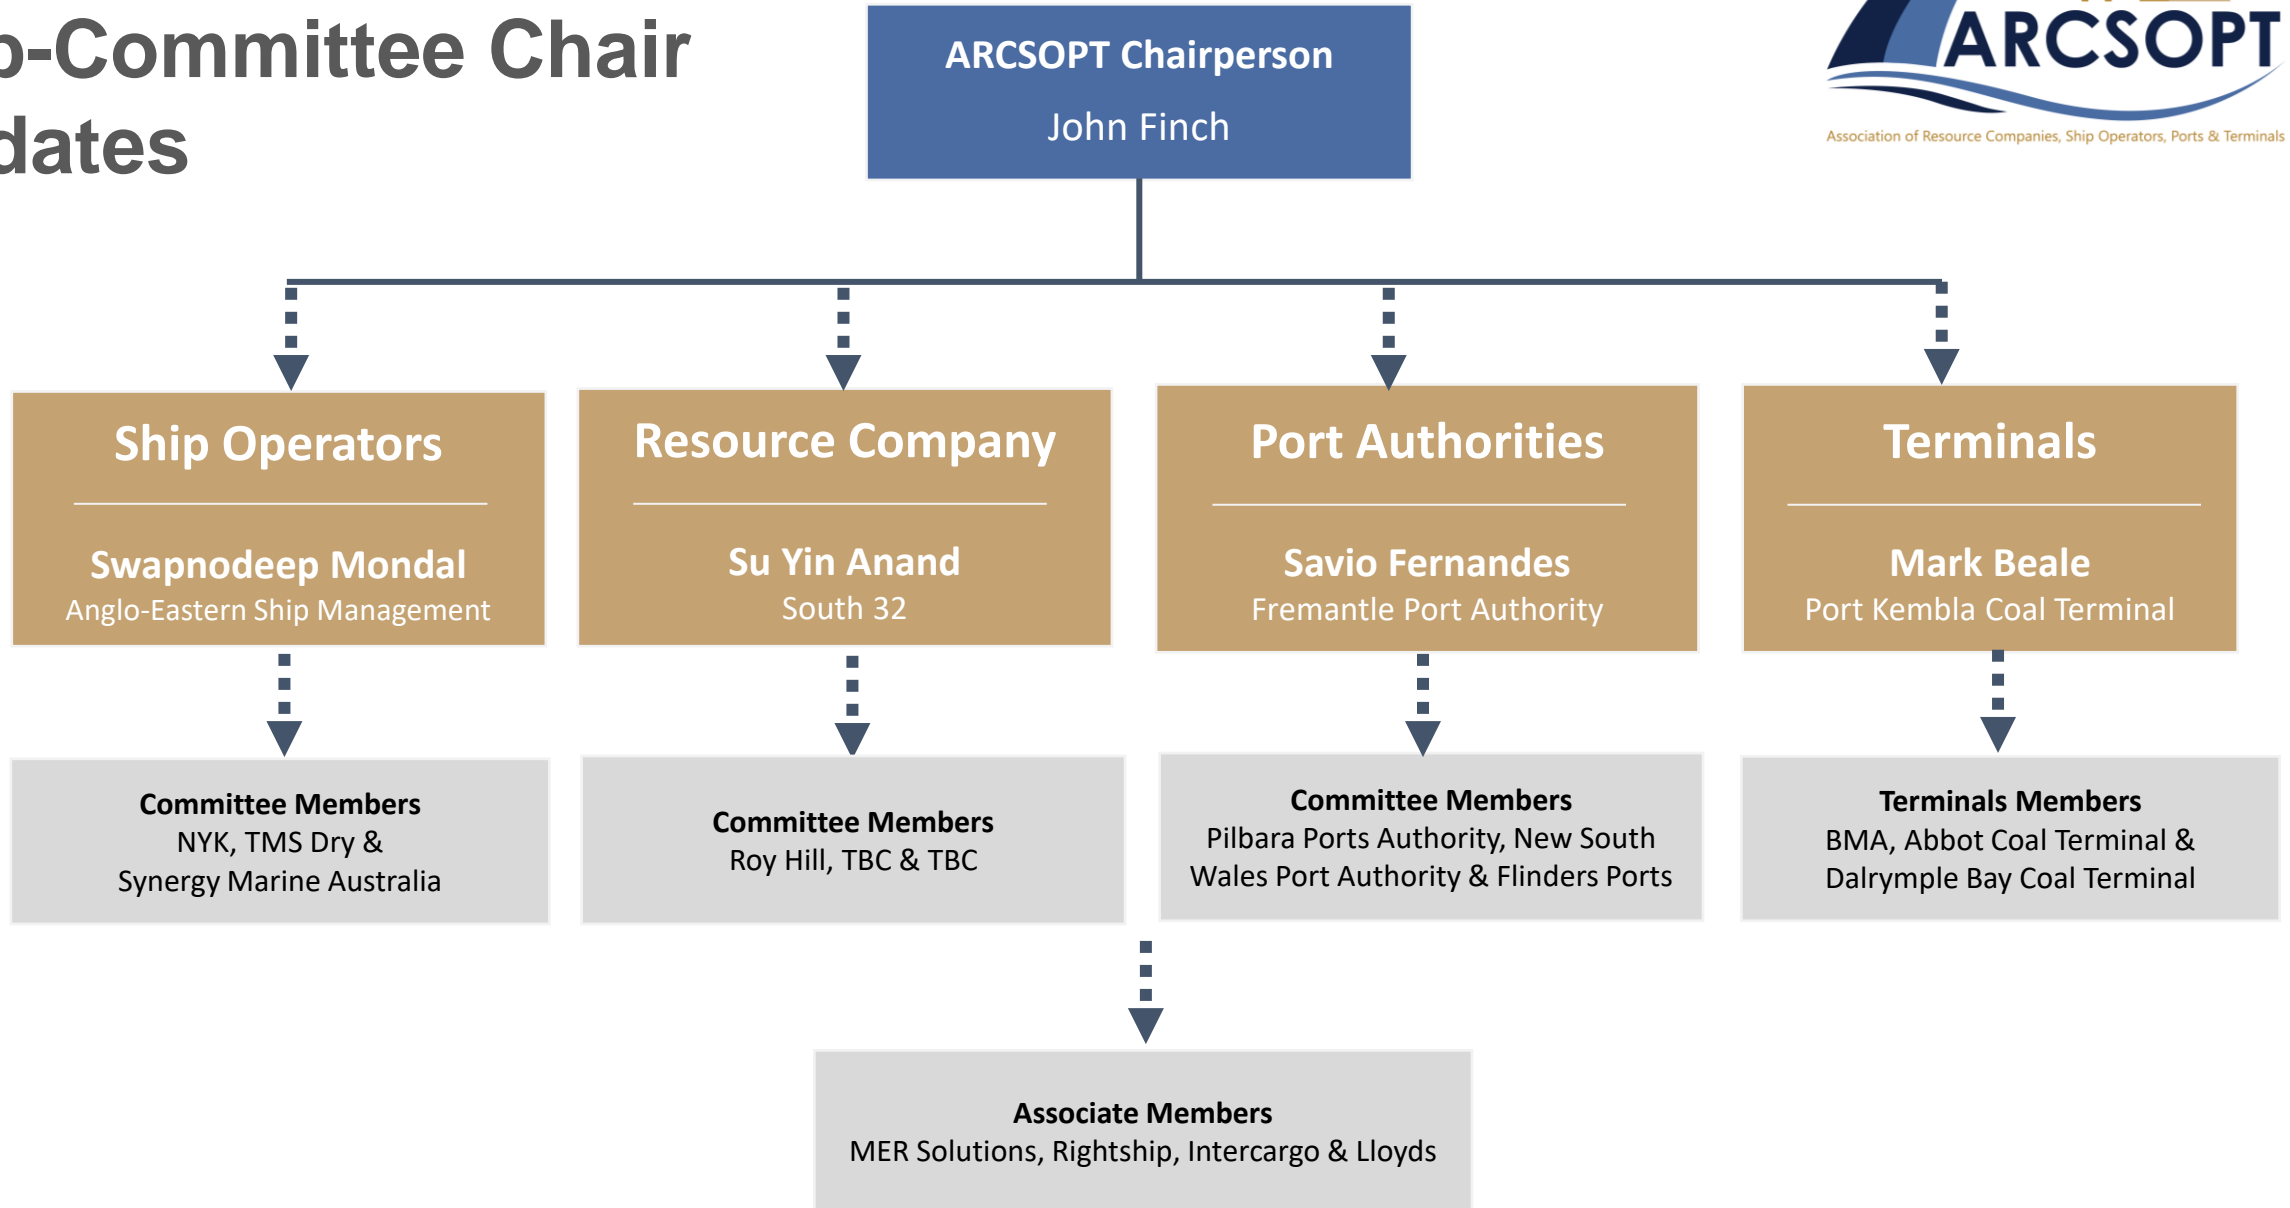 p-Committee Chair
dates
ARCSOPT Chairperson
John Finch
ARCSOPT
Association of Resource Companies, Ship Operators, Ports & Terminals
Ship Operators
Swapnodeep Mondal
Anglo-Eastern Ship Management
Resource Company
Su Yin Anand
South 32
Port Authorities
Savio Fernandes
Fremantle Port Authority
Terminals
Mark Beale
Port Kembla Coal Terminal
Committee Members
NYK, TMS Dry &
Synergy Marine Australia
Committee Members
Roy Hill, TBC & TBC
Committee Members
Pilbara Ports Authority, New South
Wales Port Authority & Flinders Ports
Terminals Members
BMA, Abbot Coal Terminal &
Dalrymple Bay Coal Terminal
Associate Members
MER Solutions, Rightship, Intercargo & Lloyds